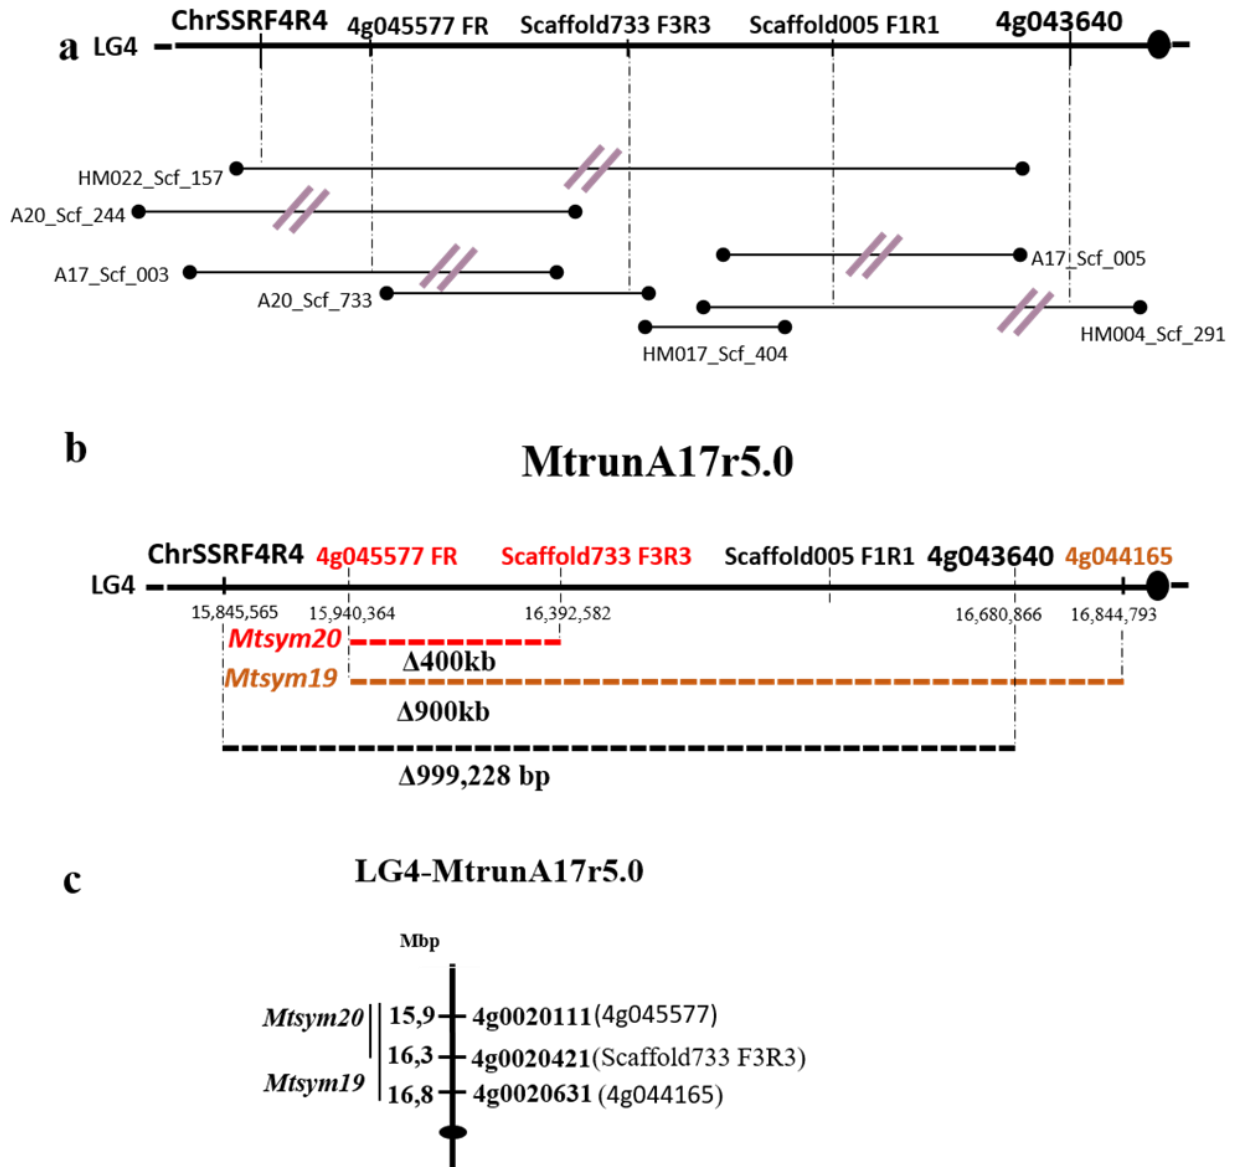 ChrSSRF4R4 4g045577 FR Scaffold733 F3R3 Scaffold005 F1R1 4g043640
a LG4
HM022_Scf_157
A20_Scf_244
A17_Scf_005
A17_Scf_003
A20_Scf_733
HM004_Scf_291
HM017_Scf_404
b
MtrunA17r5.0
ChrSSRF4R4 4g045577 FR Scaffold733 F3R3 Scaffold005 F1R1 4g043640 4g044165
LG4
15,845,565 15,940,364 16,392,582 16,680,866 16,844,793
Mtsym20
Δ400kb
Mtsym19
Δ900kb
Δ999,228 bp
c
LG4-MtrunA17r5.0
Mbp
Mtsym20 15,9 4g0020111(4g045577)
16,3 4g0020421(Scaffold733 F3R3)
Mtsym19 16,8 4g0020631 (4g044165)